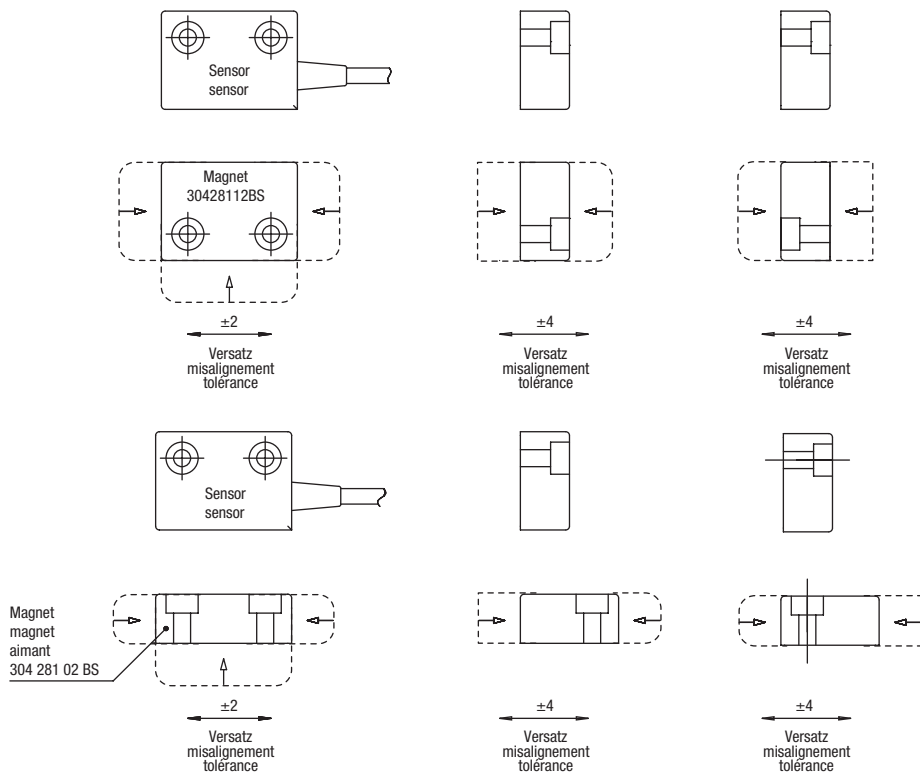 Sensor
sensor
Magnet
30428112BS
±2
Versatz
misalignement
tolérance
±4
Versatz
misalignement
tolérance
±4
Versatz
misalignement
tolérance
Sensor
sensor
Magnet
magnet
aimant
304 281 02 BS
±2
Versatz
misalignement
tolérance
±4
Versatz
misalignement
tolérance
±4
Versatz
misalignement
tolérance